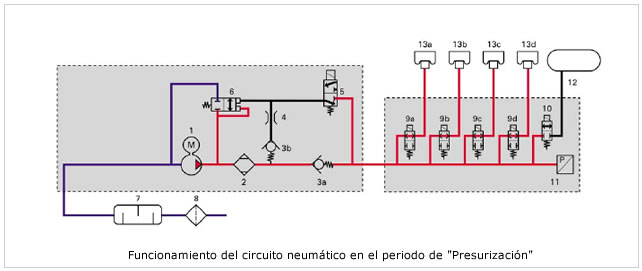 13a 13b 13c 13d
12
6 5
1 M
4
3b
2 3a
9a 9b 9c 9d 10
P
11
7 8
Funcionamiento del circuito neumático en el periodo de "Presurización"